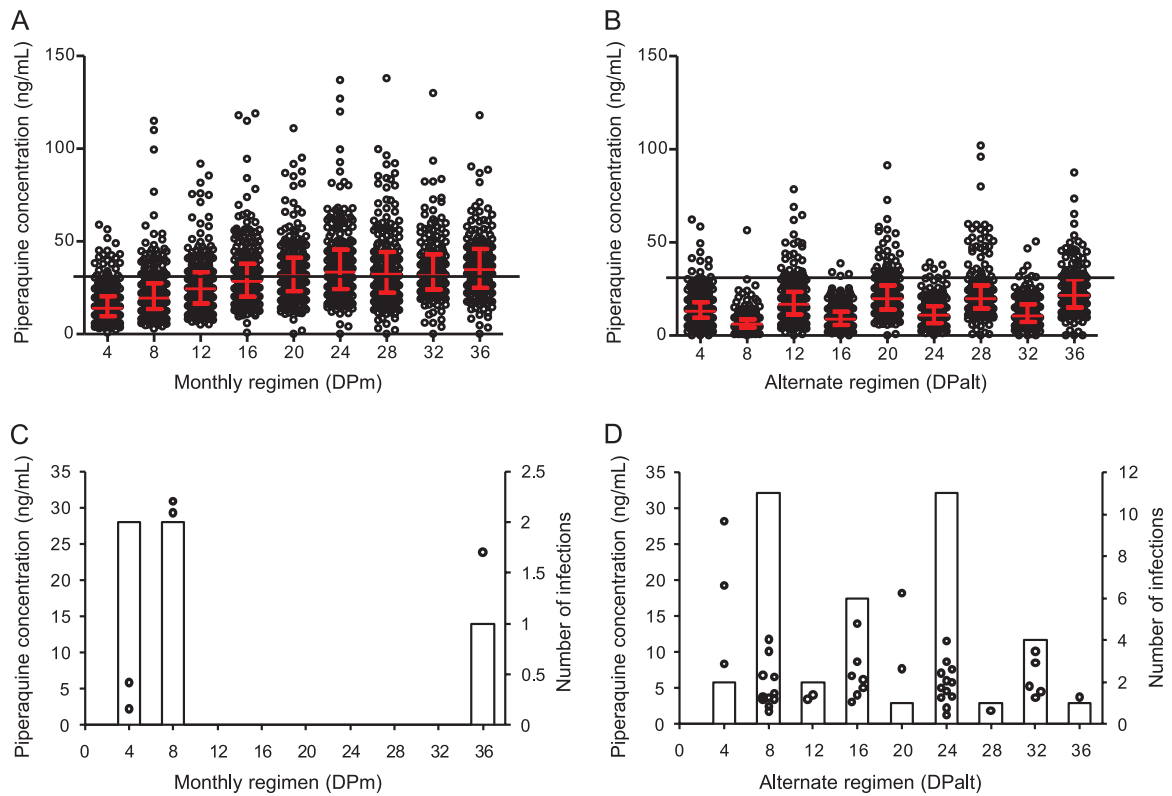 A
Piperaquine concentration (ng/mL)
150
100
50
0
4 8 12 16 20 24 28 32 36
Monthly regimen (DPm)
B
Piperaquine concentration (ng/mL)
150
100
50
0
4 8 12 16 20 24 28 32 36
Alternate regimen (DPalt)
C
Piperaquine concentration (ng/mL)
35
30
25
20
15
10
5
0
2.5
2
1.5
1
0.5
0
Number of infections
0 4 8 12 16 20 24 28 32 36
Monthly regimen (DPm)
D
Piperaquine concentration (ng/mL)
35
30
25
20
15
10
5
0
12
10
8
6
4
2
0
Number of infections
0 4 8 12 16 20 24 28 32 36
Alternate regimen (DPalt)